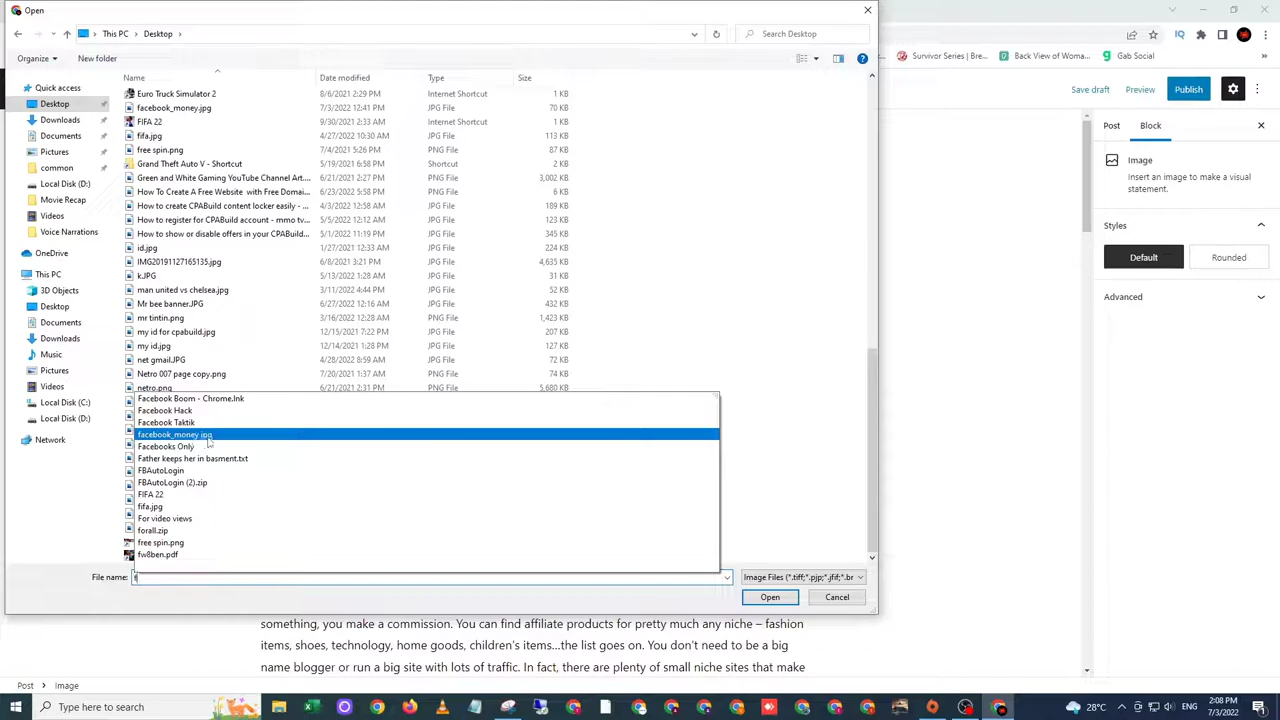 Open
This PC
Desktop
Search Desktop
Survivor Series | Bre...
Back View of Woma...
Gab Social
Organize
New folder
Name
Date modified
Type
Size
Publish
Save draft
Preview
Quick access
Desktop
Downloads
Documents
Pictures
common
Local Disk (D:)
Movie Recap
Videos
Voice Narrations
OneDrive
This PC
3D Objects
Desktop
Documents
Downloads
Music
Pictures
Videos
Local Disk (C:)
Local Disk (D:)
Network
Euro Truck Simulator 2 8/6/2021 2:29 PM Internet Shortcut 1 KB
facebook_money.jpg 7/3/2022 12:41 PM JPG File 70 KB
FIFA 22 9/30/2021 2:33 AM Internet Shortcut 1 KB
fifa.jpg 4/27/2022 10:30 AM JPG File 113 KB
free spin.png 7/4/2021 5:26 PM PNG File 87 KB
Grand Theft Auto V - Shortcut 5/19/2021 6:58 PM Shortcut 2 KB
Green and White Gaming YouTube Channel Art.... 6/21/2021 2:27 PM PNG File 3,002 KB
How To Create A Free Website with Free Domai... 6/23/2022 5:58 PM PNG File 6 KB
How to create CPABuild content locker easily - ... 4/3/2022 12:58 AM JPG File 189 KB
How to register for CPABuild account - mmo tv... 5/5/2022 12:12 AM JPG File 123 KB
How to show or disable offers in your CPABuild... 5/1/2022 11:19 PM JPG File 345 KB
id.jpg 1/27/2021 12:33 AM JPG File 224 KB
IMG20191127165135.jpg 6/8/2021 3:21 PM JPG File 4,635 KB
k.JPG 5/13/2022 1:28 AM JPG File 31 KB
man united vs chelsea.jpg 3/11/2022 4:44 PM JPG File 52 KB
Mr bee banner.JPG 6/27/2022 12:16 AM JPG File 432 KB
mr tintin.png 3/16/2022 12:28 AM PNG File 1,423 KB
my id for cpabuild.jpg 12/15/2021 7:22 PM JPG File 207 KB
my id.jpg 12/14/2021 1:28 PM JPG File 127 KB
net gmail.JPG 4/28/2022 8:59 AM JPG File 74 KB
Netro 007 page copy.png 7/20/2021 1:30 PM PNG File 374 KB
netro.png 6/21/2021 2:31 PM PNG File 5,680 KB
Facebook Boom - Chrome.lnk
Facebook Hack
Facebook Taktik
facebook_money.jpg
Facebooks Only
Father keeps her in basment.txt
FBAutoLogin
FBAutoLogin (2).zip
FIFA 22
fifa.jpg
For video views
forall.zip
free spin.png
fw8ben.pdf
File name: f
Image Files (*.tiff;*.pjp;*.jfif;*.br
Open
Cancel
Post
Block
Image
Insert an image to make a visual
statement.
Styles
Default
Rounded
Advanced
something, you make a commission. You can find affiliate products for pretty much any niche – fashion
items, shoes, technology, home goods, children's items...the list goes on. You don't need to be a big
name blogger or run a big site with lots of traffic. In fact, there are plenty of small niche sites that make
Post
Image
Type here to search
28°C
2:08 PM
7/3/2022